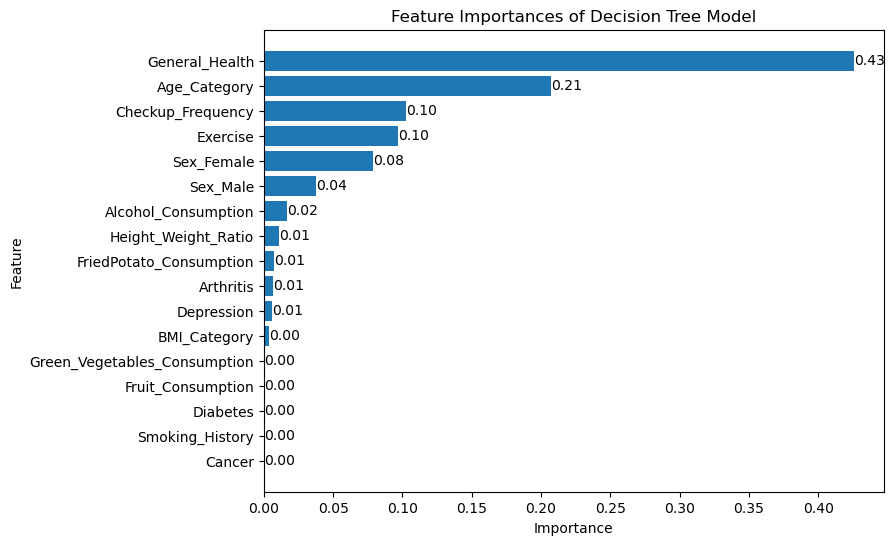 Feature Importances of Decision Tree Model
General_Health 0.43
Age_Category 0.21
Checkup_Frequency 0.10
Exercise 0.10
Sex_Female 0.08
Sex_Male 0.04
Alcohol_Consumption 0.02
Height_Weight_Ratio 0.01
FriedPotato_Consumption 0.01
Arthritis 0.01
Depression 0.01
BMI_Category 0.00
Green_Vegetables_Consumption 0.00
Fruit_Consumption 0.00
Diabetes 0.00
Smoking_History 0.00
Cancer 0.00
Feature
0.00 0.05 0.10 0.15 0.20 0.25 0.30 0.35 0.40
Importance